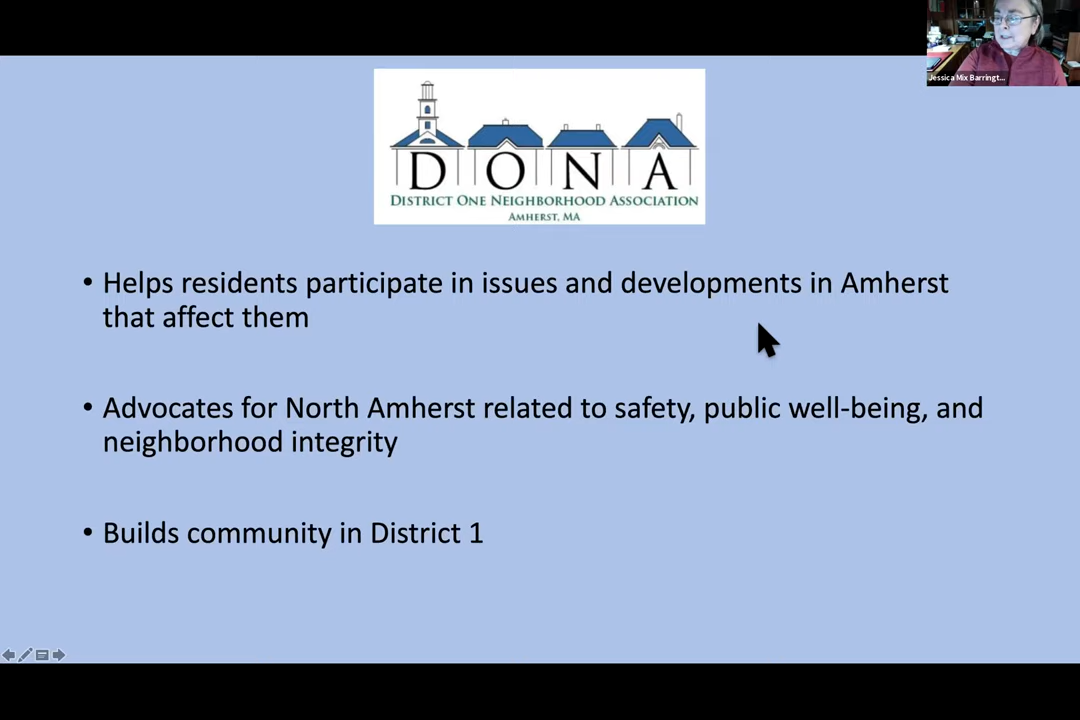 Jessica Mix Barringt...
DONA
DISTRICT ONE NEIGHBORHOOD ASSOCIATION
AMHERST, MA
• Helps residents participate in issues and developments in Amherst
that affect them
• Advocates for North Amherst related to safety, public well-being, and
neighborhood integrity
• Builds community in District 1